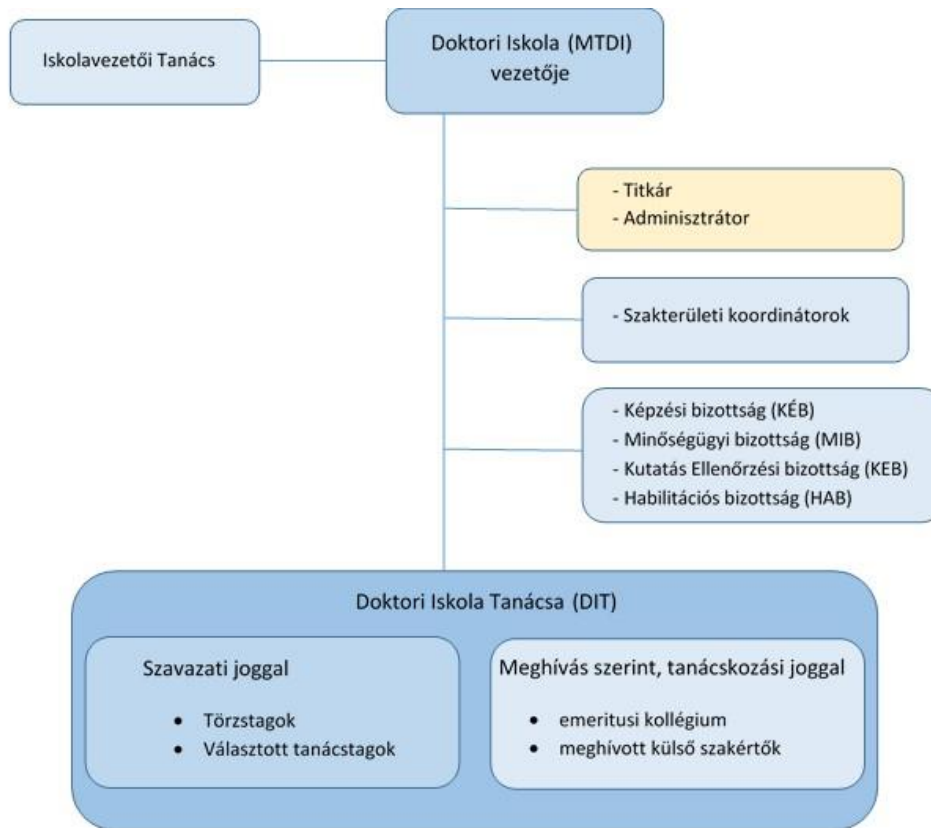 Iskolavezetői Tanács
Doktori Iskola (MTDI)
vezetője
- Titkár
- Adminisztrátor
- Szakterületi koordinátorok
- Képzési bizottság (KÉB)
- Minőségügyi bizottság (MIB)
- Kutatás Ellenőrzési bizottság (KEB)
- Habilitációs bizottság (HAB)
Doktori Iskola Tanácsa (DIT)
Szavazati joggal
• Törzstagok
• Választott tanácstagok
Meghívás szerint, tanácskozási joggal
• emeritusi kollégium
• meghívott külső szakértők